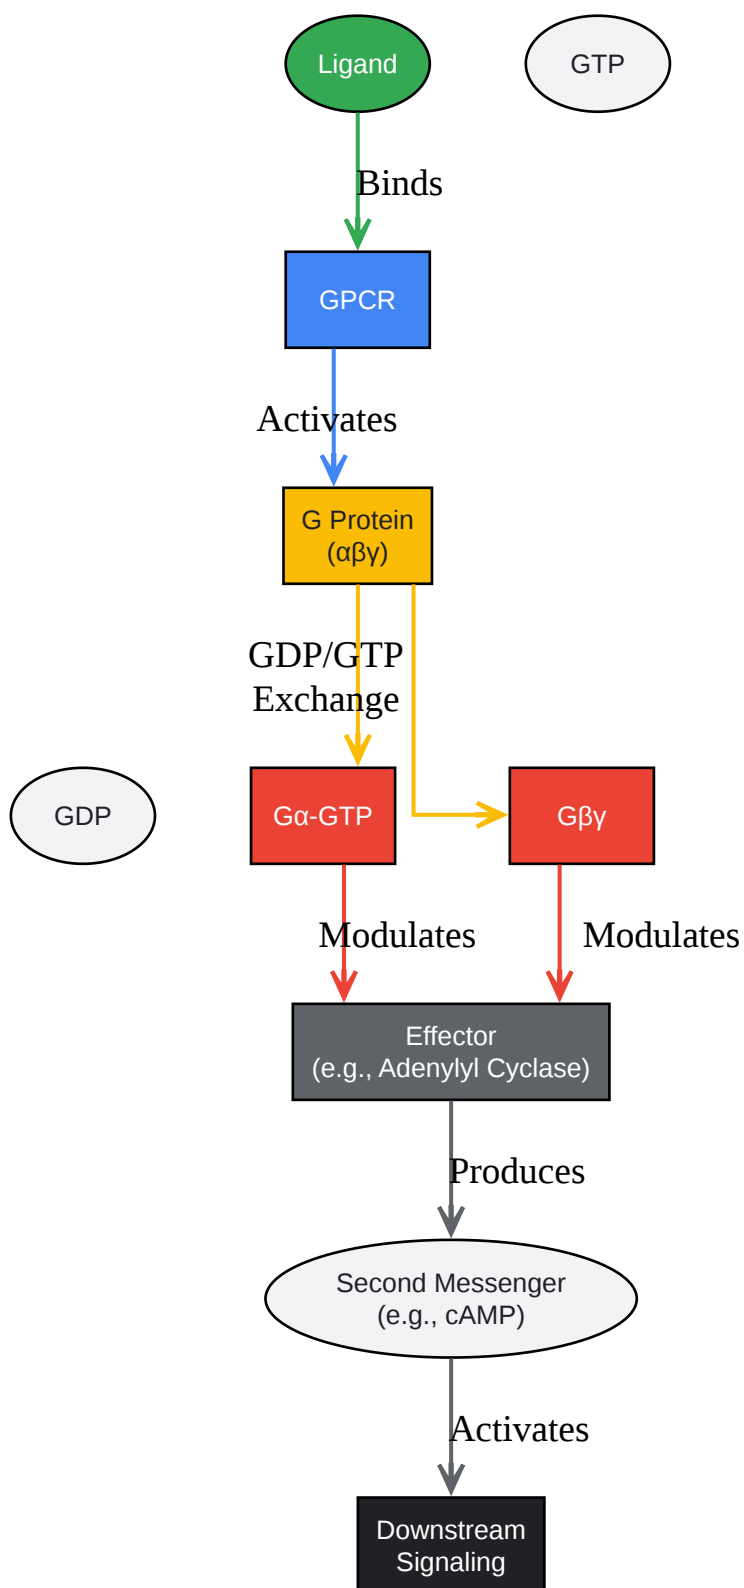 Ligand
GTP
Binds
GPCR
Activates
G Protein
(αβγ)
GDP/GTP
Exchange
GDP
Gα-GTP
Gβγ
Modulates
Modulates
Effector
(e.g., Adenylyl Cyclase)
Produces
Second Messenger
(e.g., cAMP)
Activates
Downstream
Signaling